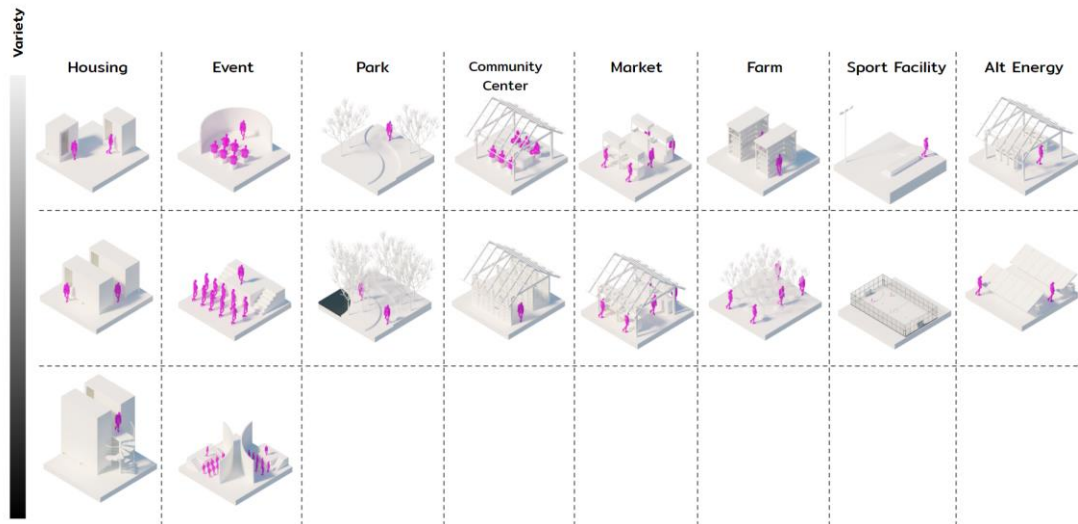 Variety
Housing
Event
Park
Community
Center
Market
Farm
Sport Facility
Alt Energy